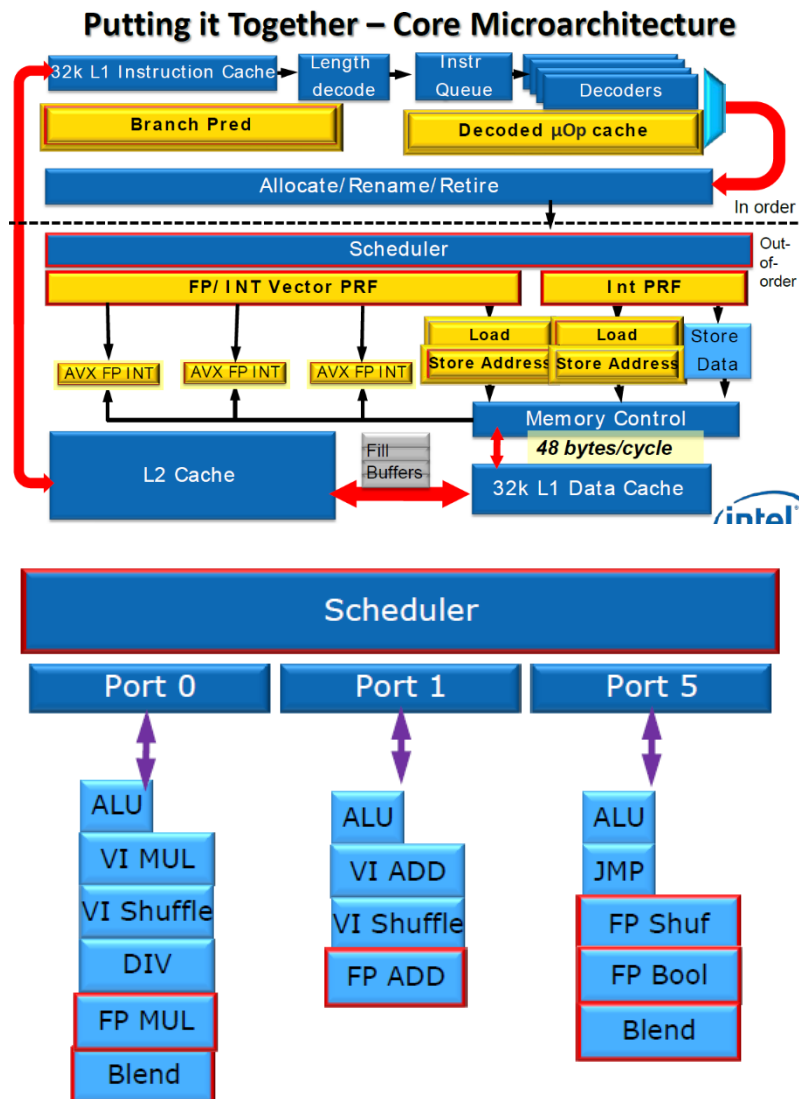 Putting it Together – Core Microarchitecture
32k L1 Instruction Cache
Length
decode
Instr
Queue
Decoders
Branch Pred
Decoded µOp cache
Allocate/Rename/Retire
In order
Scheduler
Out-
of-
order
FP/ INT Vector PRF
Int PRF
Load
Load
Store
Data
Store Address
Store Address
AVX FP INT
AVX FP INT
AVX FP INT
Memory Control
48 bytes/cycle
L2 Cache
Fill
Buffers
32k L1 Data Cache
intel
Scheduler
Port 0
Port 1
Port 5
ALU
VI MUL
VI Shuffle
DIV
FP MUL
Blend
ALU
VI ADD
VI Shuffle
FP ADD
ALU
JMP
FP Shuf
FP Bool
Blend